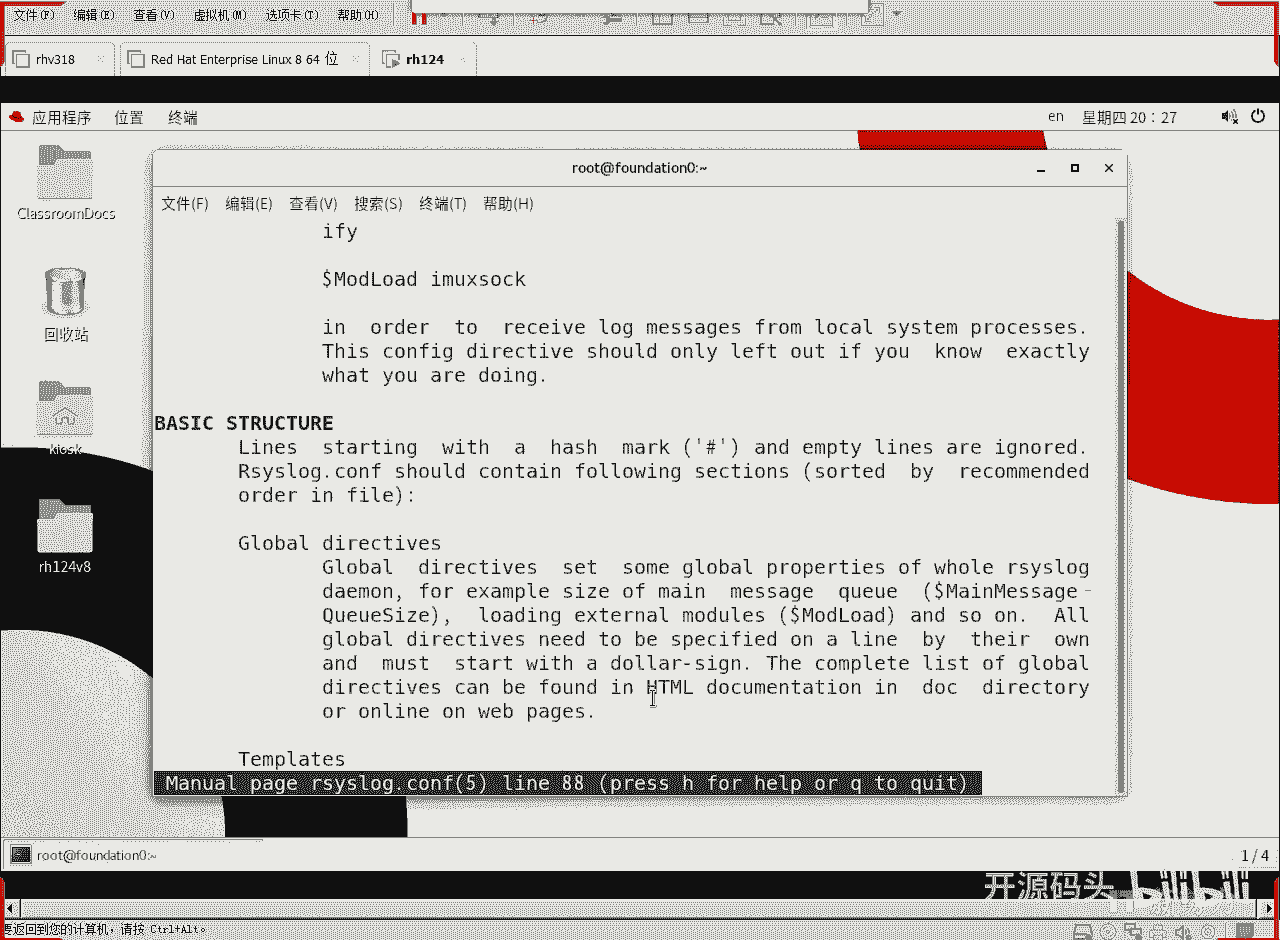 文件(F) 编辑(E) 查看(V) 虚拟机(M) 选项卡(T) 帮助(H)
rhv318 Red Hat Enterprise Linux 8 64 位 rh124
应用程序 位置 终端 en 星期四 20：27
ClassroomDocs
回收站
kiosk
rh124v8
root@foundation0:~
文件(F) 编辑(E) 查看(V) 搜索(S) 终端(T) 帮助(H)
ify
$ModLoad imuxsock
in order to receive log messages from local system processes.
This config directive should only left out if you know exactly
what you are doing.
BASIC STRUCTURE
Lines starting with a hash mark ('#') and empty lines are ignored.
Rsyslog.conf should contain following sections (sorted by recommended
order in file):
Global directives
Global directives set some global properties of whole rsyslog
daemon, for example size of main message queue ($MainMessage-
QueueSize), loading external modules ($ModLoad) and so on. All
global directives need to be specified on a line by their own
and must start with a dollar-sign. The complete list of global
directives can be found in HTML documentation in doc directory
or online on web pages.
Templates
Manual page rsyslog.conf(5) line 88 (press h for help or q to quit)
root@foundation0:~ 1 / 4
开源码头 bilibili
要返回到您的计算机，请按 Ctrl+Alt。